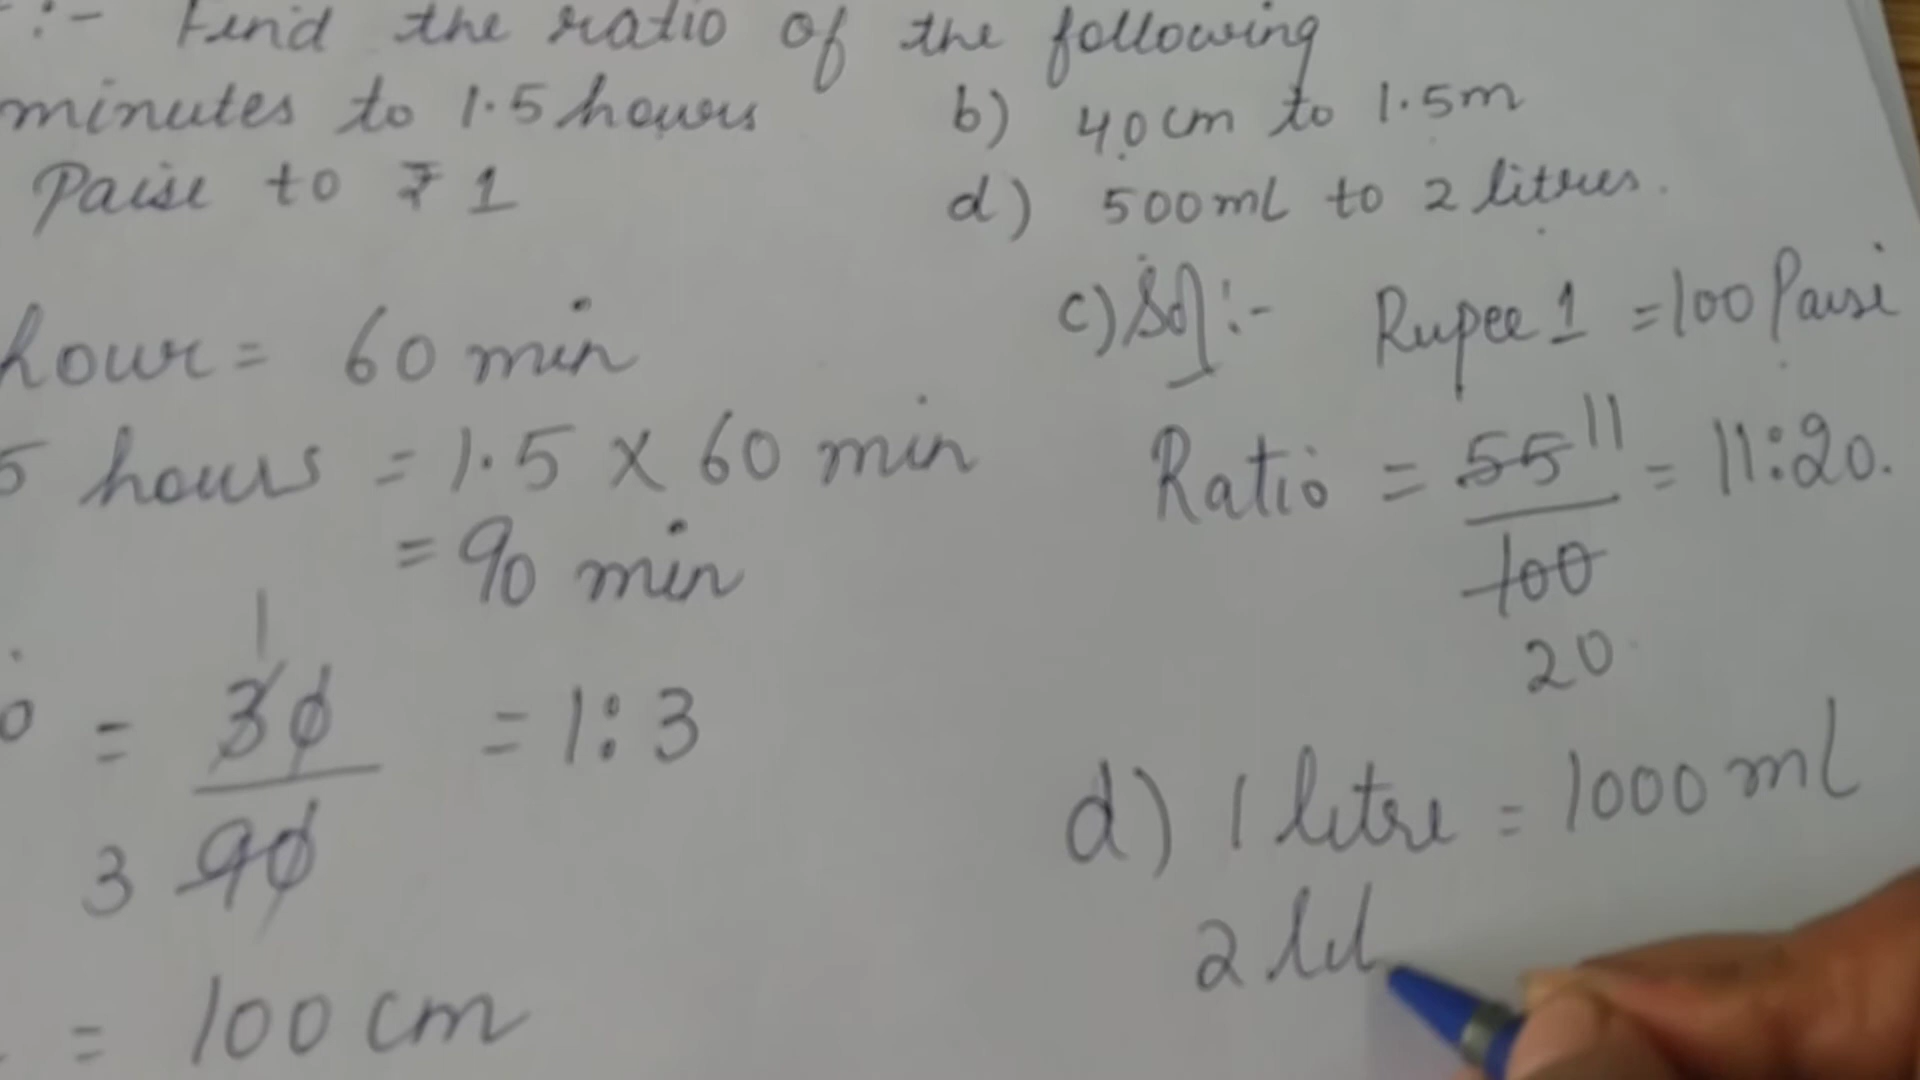 :- Find the ratio of the following
minutes to 1.5 hours
b) 40 cm to 1.5m
Paise to ₹ 1
d) 500ml to 2 litres.
hour = 60 min
5 hours = 1.5 x 60 min
= 90 min
1
o = 30 = 1:3
3 90
= 100 cm
c) Sol:- Rupee 1 = 100 Paise
Ratio = 55 11 = 11:20.
100
20
d) 1 litre = 1000 ml
2 lit